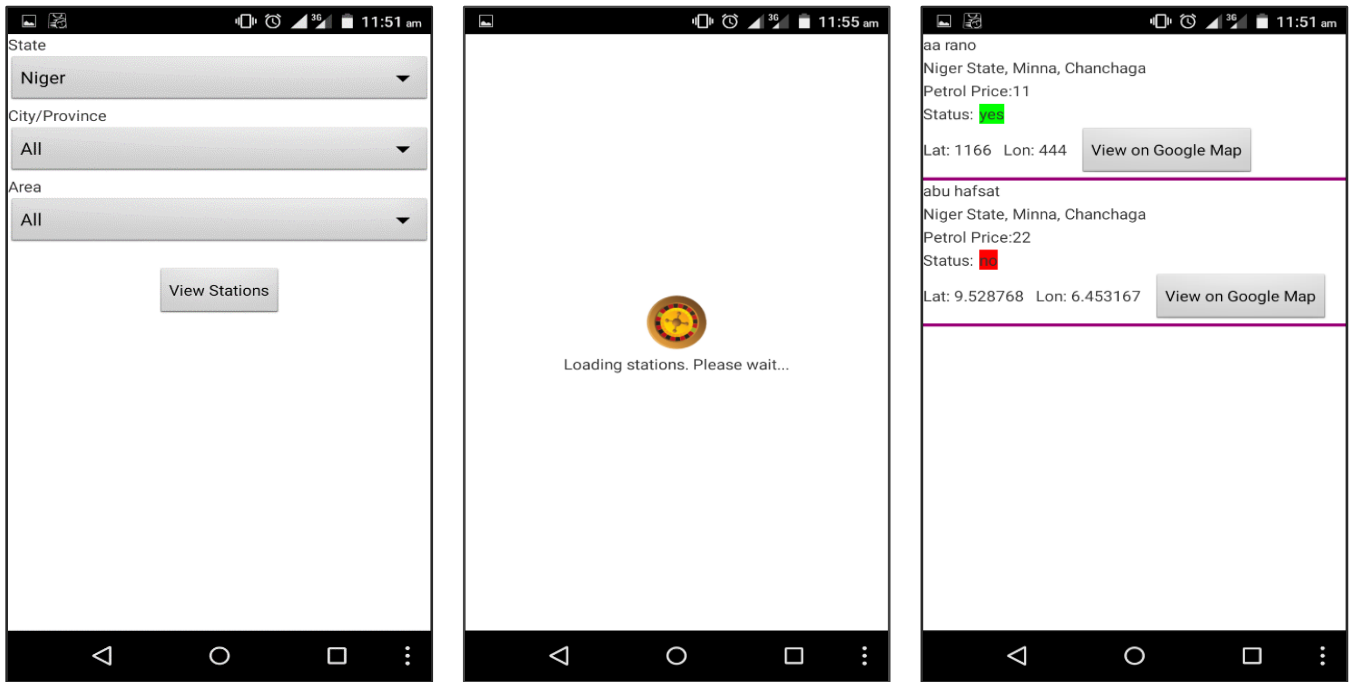 3G 11:51 am
State
Niger
City/Province
All
Area
All
View Stations
3G 11:55 am
Loading stations. Please wait...
3G 11:51 am
aa rano
Niger State, Minna, Chanchaga
Petrol Price:11
Status: yes
Lat: 1166 Lon: 444 View on Google Map
abu hafsat
Niger State, Minna, Chanchaga
Petrol Price:22
Status: no
Lat: 9.528768 Lon: 6.453167 View on Google Map